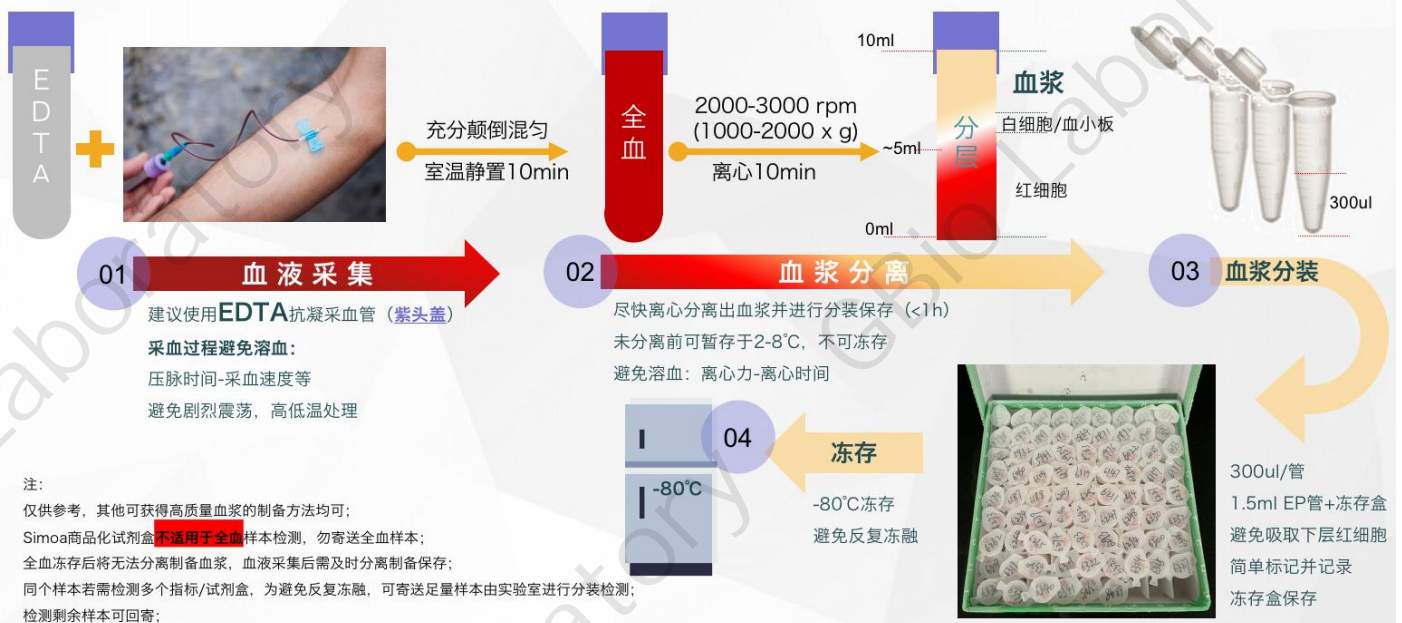 EDTA
充分颠倒混匀
室温静置10min
全血
2000-3000 rpm
(1000-2000 x g)
离心10min
10ml
~5ml
0ml
分层
血浆
白细胞/血小板
红细胞
300ul
01
血液采集
建议使用EDTA抗凝采血管（紫头盖）
采血过程避免溶血：
压脉时间-采血速度等
避免剧烈震荡，高低温处理
02
血浆分离
尽快离心分离出血浆并进行分装保存（<1h）
未分离前可暂存于2-8℃，不可冻存
避免溶血：离心力-离心时间
03
血浆分装
300ul/管
1.5ml EP管+冻存盒
避免吸取下层红细胞
简单标记并记录
冻存盒保存
04
冻存
-80℃
-80℃冻存
避免反复冻融
注：
仅供参考，其他可获得高质量血浆的制备方法均可；
Simoa商品化试剂盒不适用于全血样本检测，勿寄送全血样本；
全血冻存后将无法分离制备血浆，血液采集后需及时分离制备保存；
同个样本若需检测多个指标/试剂盒，为避免反复冻融，可寄送足量样本由实验室进行分装检测；
检测剩余样本可回寄；
Laboratory
GBio Labor